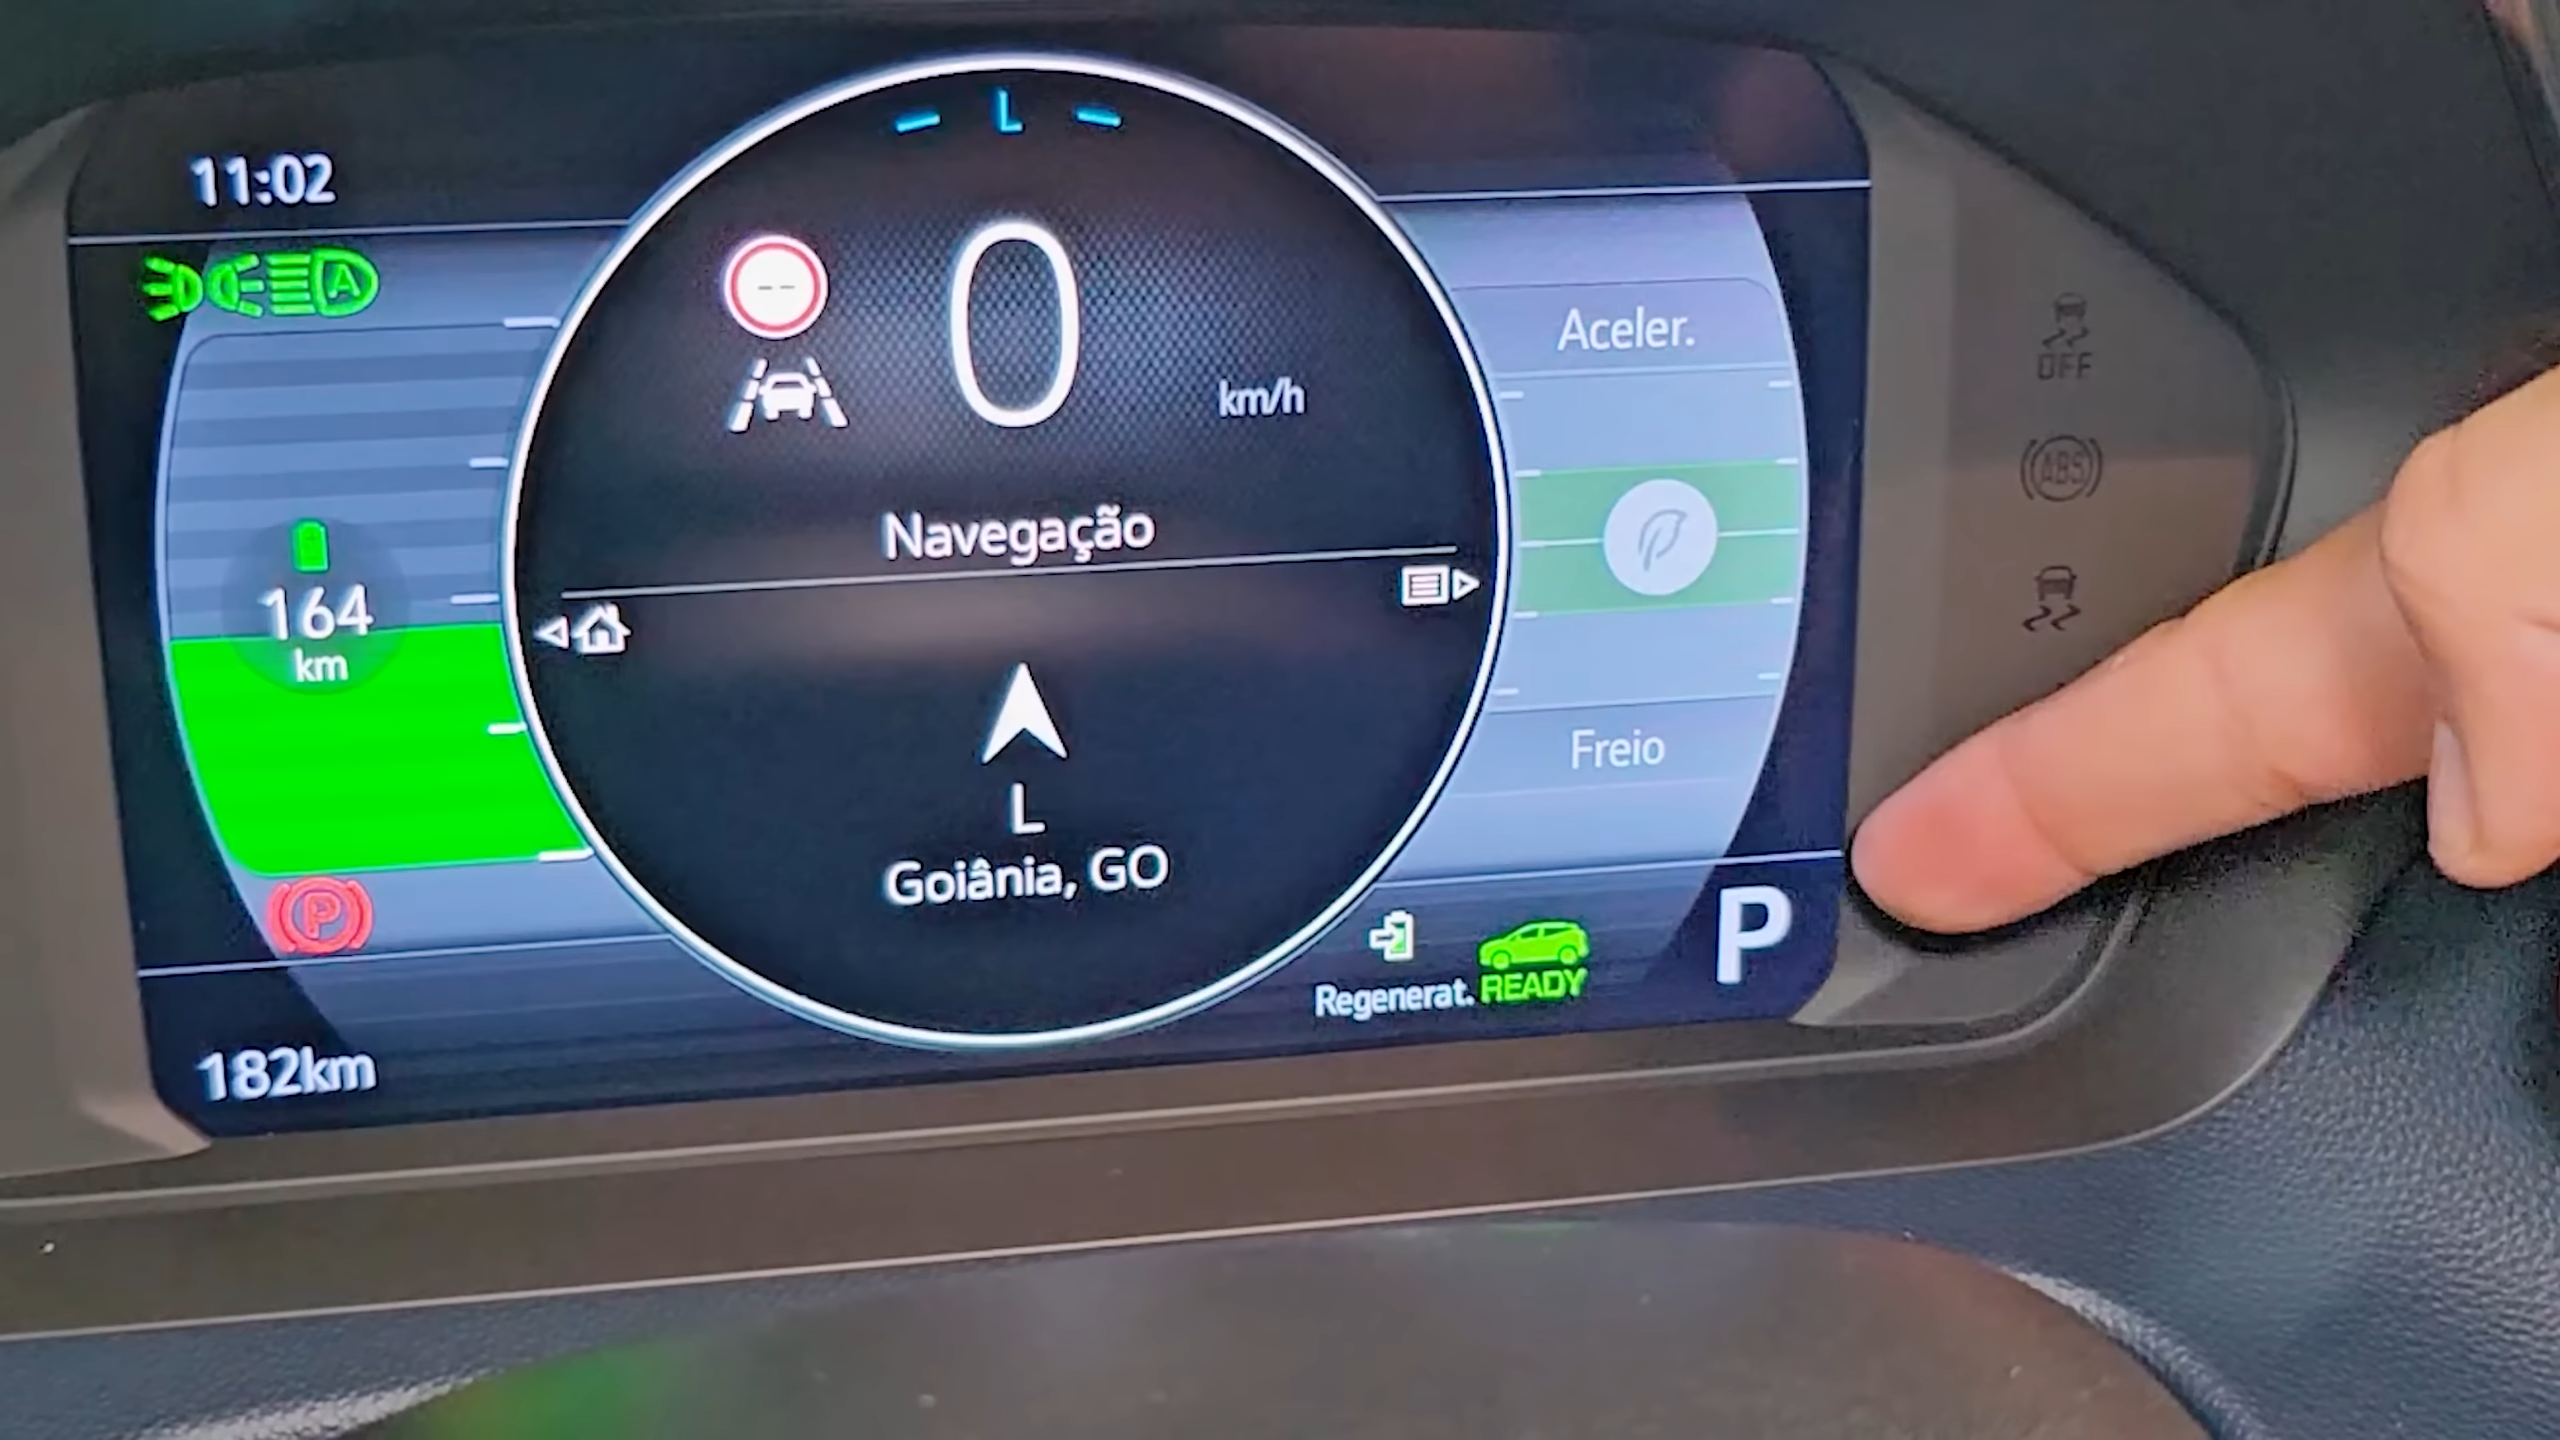 L
11:02
A
--
0
km/h
Aceler.
OFF
ABS
Navegação
164
km
Freio
L
Goiânia, GO
P
Regenerat.
READY
P
182km